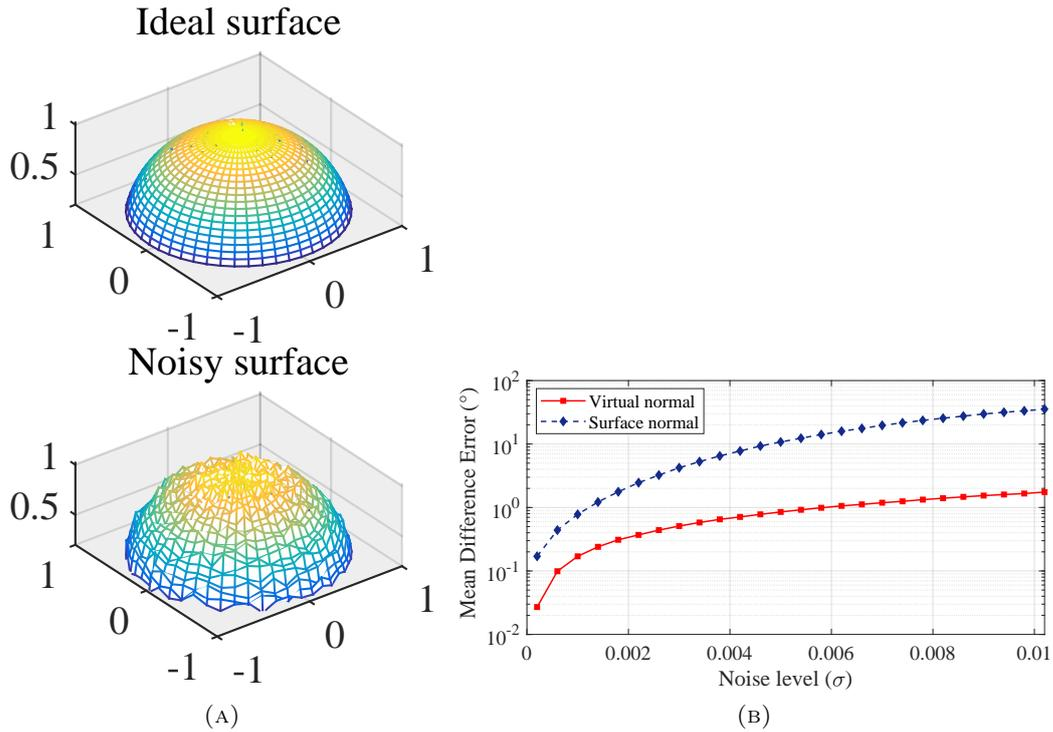 Ideal surface
1
0.5
1
0
-1
-1
0
1
Noisy surface
1
0.5
1
0
-1
-1
0
1
(A)
Mean Difference Error (°)
10^2
10^1
10^0
10^-1
10^-2
Virtual normal
Surface normal
0 0.002 0.004 0.006 0.008 0.01
Noise level (σ)
(B)